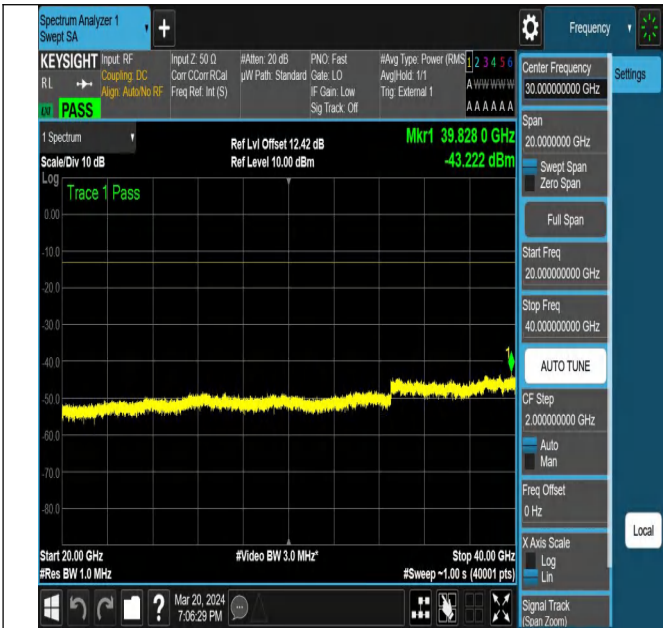 Spectrum Analyzer 1
Swept SA
+
Frequency
KEYSIGHT
RL
PASS
Input: RF
Coupling: DC
Align: Auto/No RF
Input Z: 50 Ω
Corr CCorr RCal
Freq Ref: Int (S)
#Atten: 20 dB
µW Path: Standard
PNO: Fast
Gate: LO
IF Gain: Low
Sig Track: Off
#Avg Type: Power (RMS
Avg|Hold: 1/1
Trig: External 1
1 2 3 4 5 6
A W W W W W
A A A A A A
1 Spectrum
Scale/Div 10 dB
Ref Lvl Offset 12.42 dB
Ref Level 10.00 dBm
Mkr1 39.828 0 GHz
-43.222 dBm
Log
Trace 1 Pass
0.00
-10.0
-20.0
-30.0
-40.0
-50.0
-60.0
-70.0
-80.0
1
Start 20.00 GHz
#Res BW 1.0 MHz
#Video BW 3.0 MHz*
Stop 40.00 GHz
#Sweep ~1.00 s (40001 pts)
Mar 20, 2024
7:06:29 PM
?
Center Frequency
30.000000000 GHz
Settings
Span
20.0000000 GHz
Swept Span
Zero Span
Full Span
Start Freq
20.000000000 GHz
Stop Freq
40.000000000 GHz
AUTO TUNE
CF Step
2.000000000 GHz
Auto
Man
Freq Offset
0 Hz
X Axis Scale
Log
Lin
Local
Signal Track
(Span Zoom)